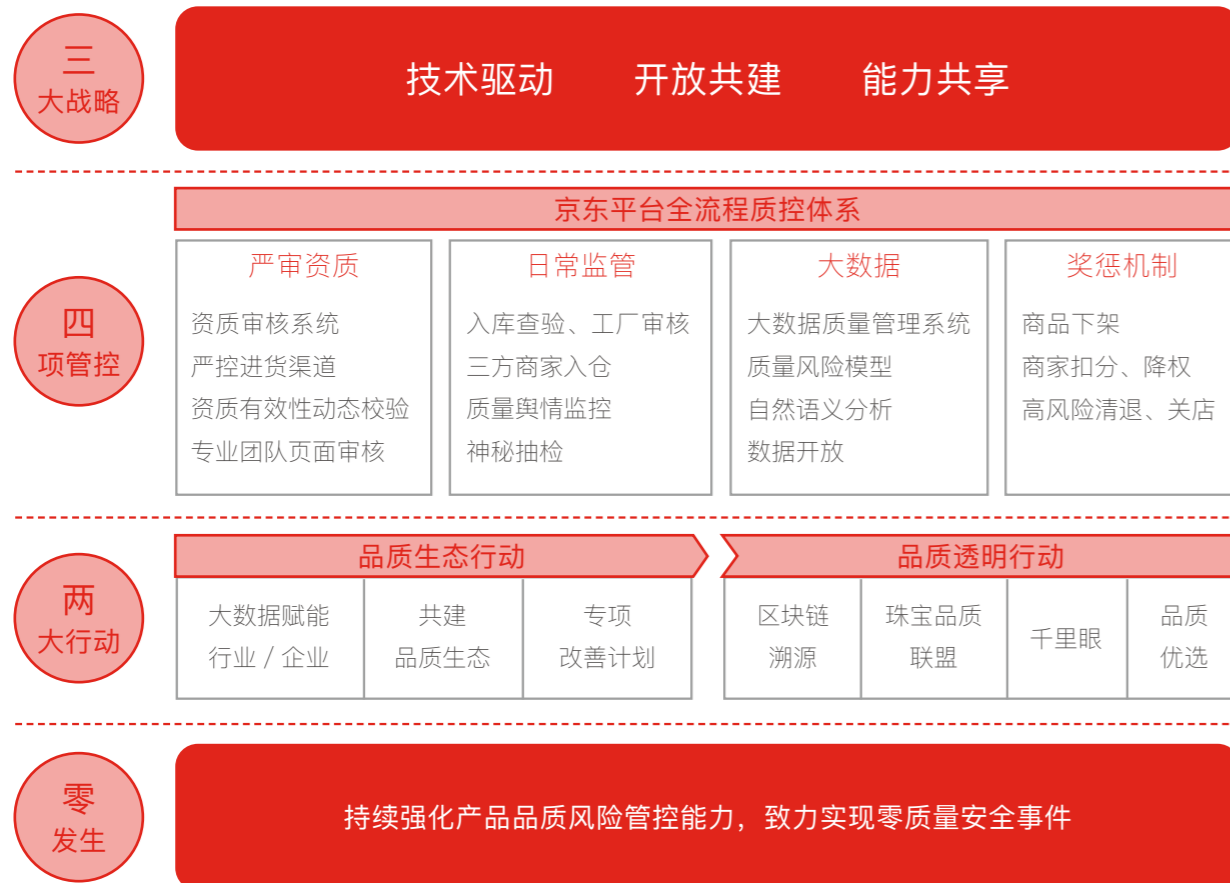 三
大战略
技术驱动 开放共建 能力共享
四
项管控
京东平台全流程质控体系
严审资质
资质审核系统
严控进货渠道
资质有效性动态校验
专业团队页面审核
日常监管
入库查验、工厂审核
三方商家入仓
质量舆情监控
神秘抽检
大数据
大数据质量管理系统
质量风险模型
自然语义分析
数据开放
奖惩机制
商品下架
商家扣分、降权
高风险清退、关店
两
大行动
品质生态行动
大数据赋能
行业 / 企业
共建
品质生态
专项
改善计划
品质透明行动
区块链
溯源
珠宝品质
联盟
千里眼
品质
优选
零
发生
持续强化产品品质风险管控能力，致力实现零质量安全事件